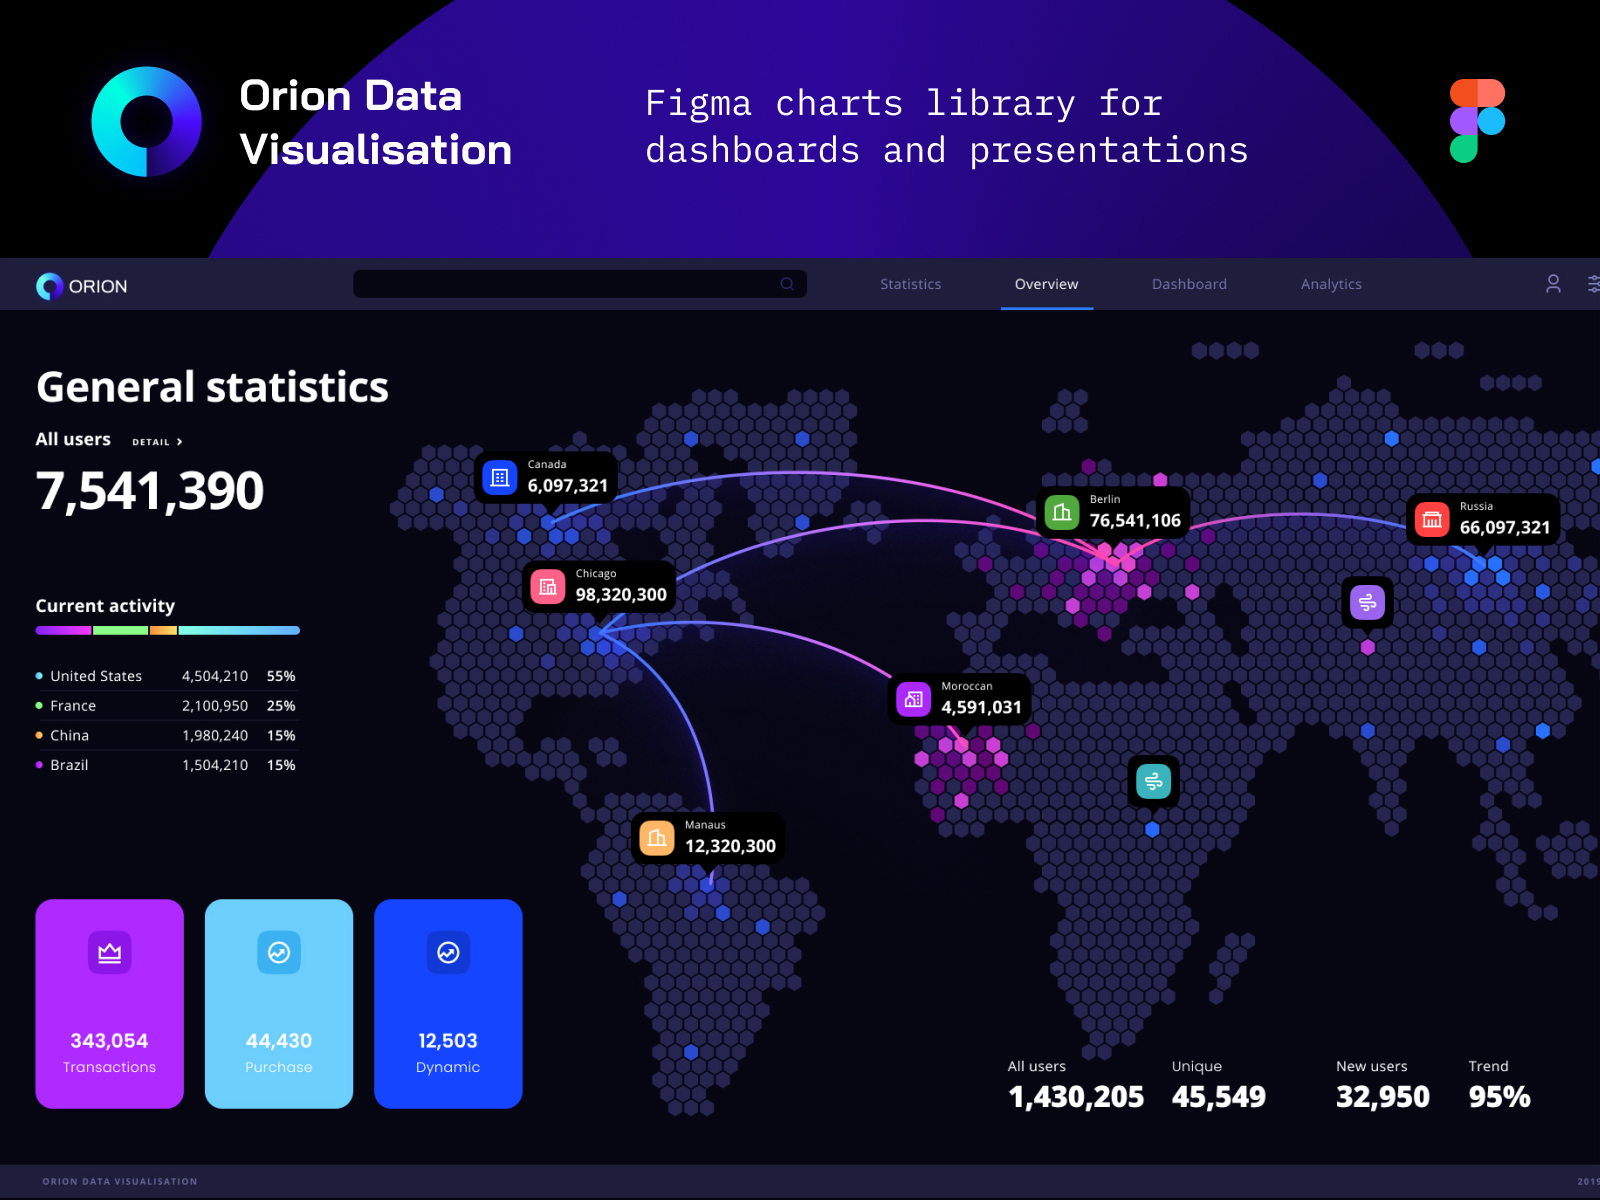 Orion Data
Visualisation
Figma charts library for
dashboards and presentations
ORION
Statistics
Overview
Dashboard
Analytics
General statistics
All users
DETAIL
7,541,390
Canada
6,097,321
Berlin
76,541,106
Russia
66,097,321
Chicago
98,320,300
Current activity
United States 4,504,210 55%
France 2,100,950 25%
China 1,980,240 15%
Brazil 1,504,210 15%
Moroccan
4,591,031
Manaus
12,320,300
343,054
Transactions
44,430
Purchase
12,503
Dynamic
All users
1,430,205
Unique
45,549
New users
32,950
Trend
95%
ORION DATA VISUALISATION
2019